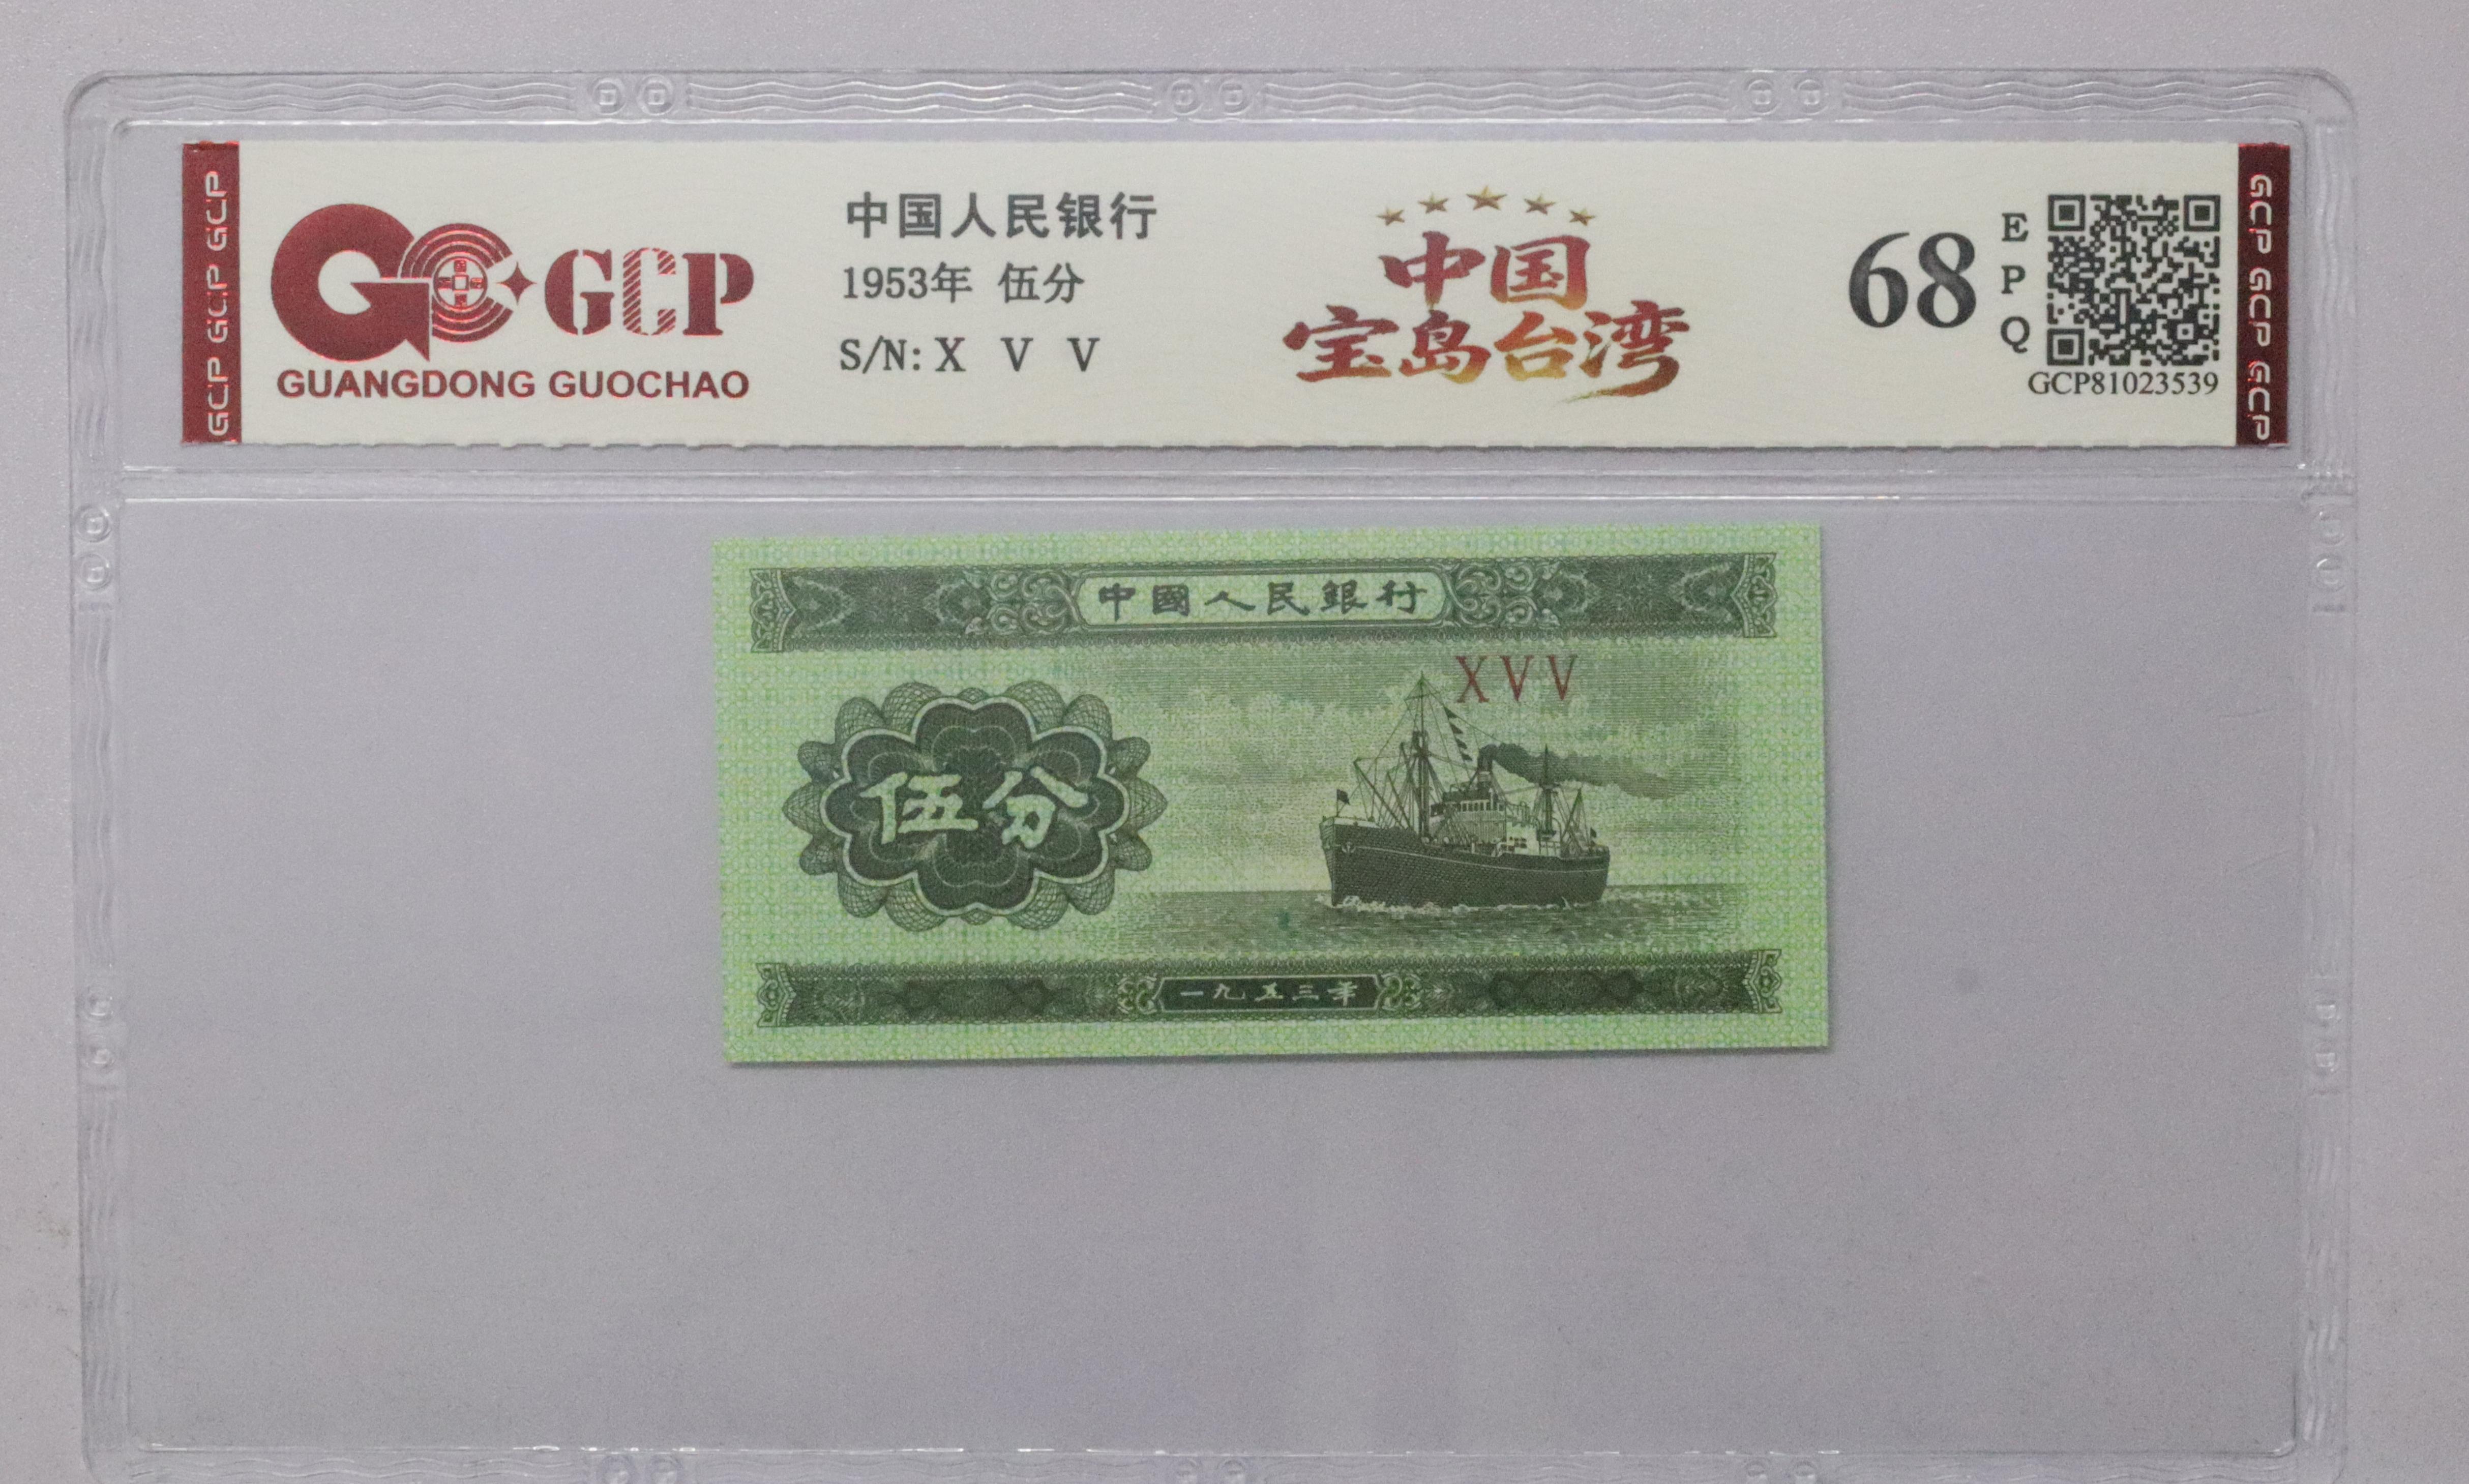 GCP GCP GCP
GCP
GUANGDONG GUOCHAO
中国人民银行
1953年 伍分
S/N: X V V
中国
宝岛台湾
68
E
P
Q
GCP81023539
GCP GCP GCP
中國人民銀行
XVV
伍分
一九五三年